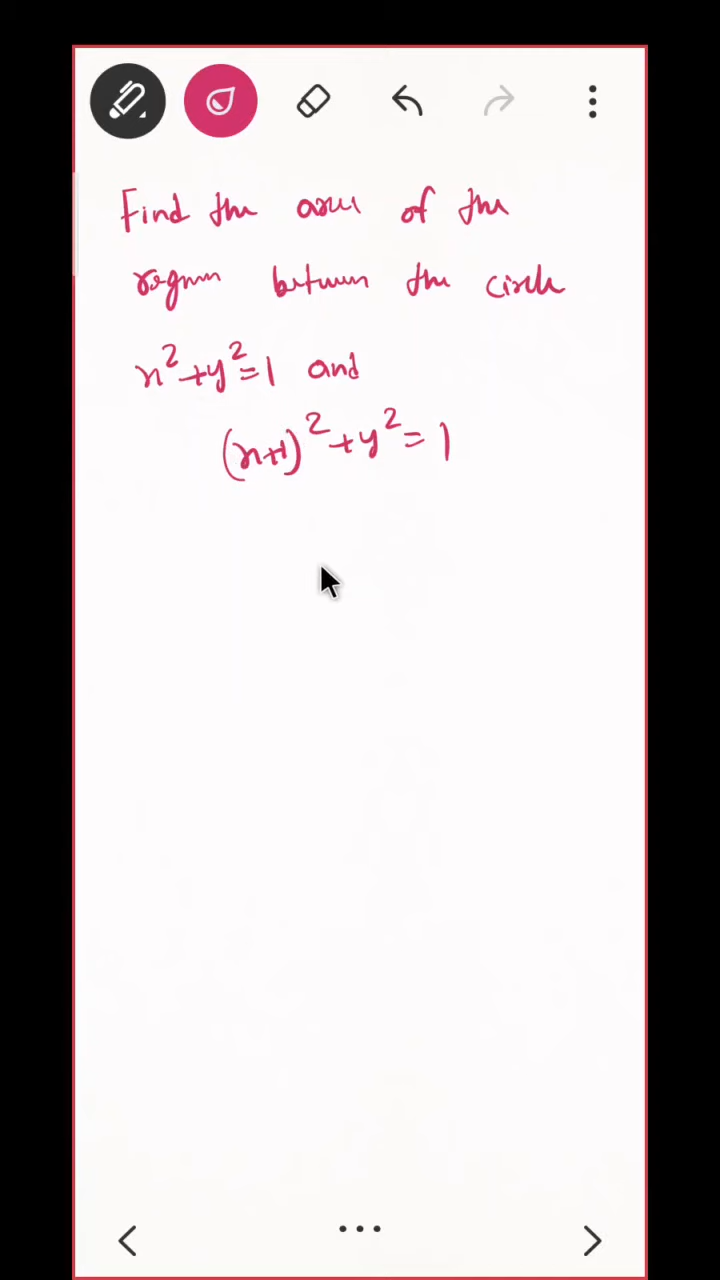 Find the area of the
region between the circle
x²+y²=1 and
(x+1)²+y²=1